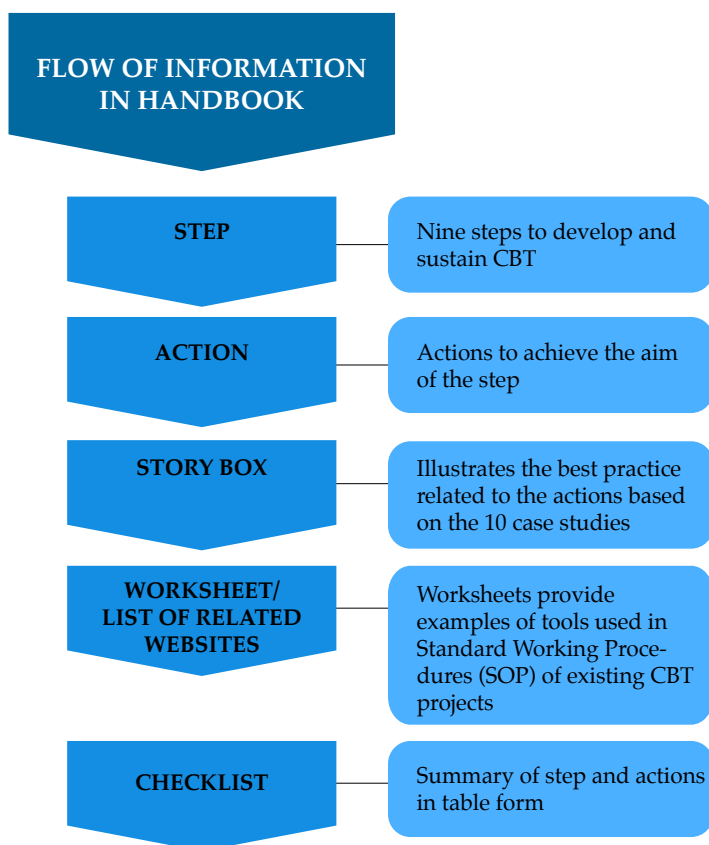 FLOW OF INFORMATION
IN HANDBOOK
STEP
Nine steps to develop and
sustain CBT
ACTION
Actions to achieve the aim
of the step
STORY BOX
Illustrates the best practice
related to the actions based
on the 10 case studies
WORKSHEET/
LIST OF RELATED
WEBSITES
Worksheets provide
examples of tools used in
Standard Working Proce-
dures (SOP) of existing CBT
projects
CHECKLIST
Summary of step and actions
in table form